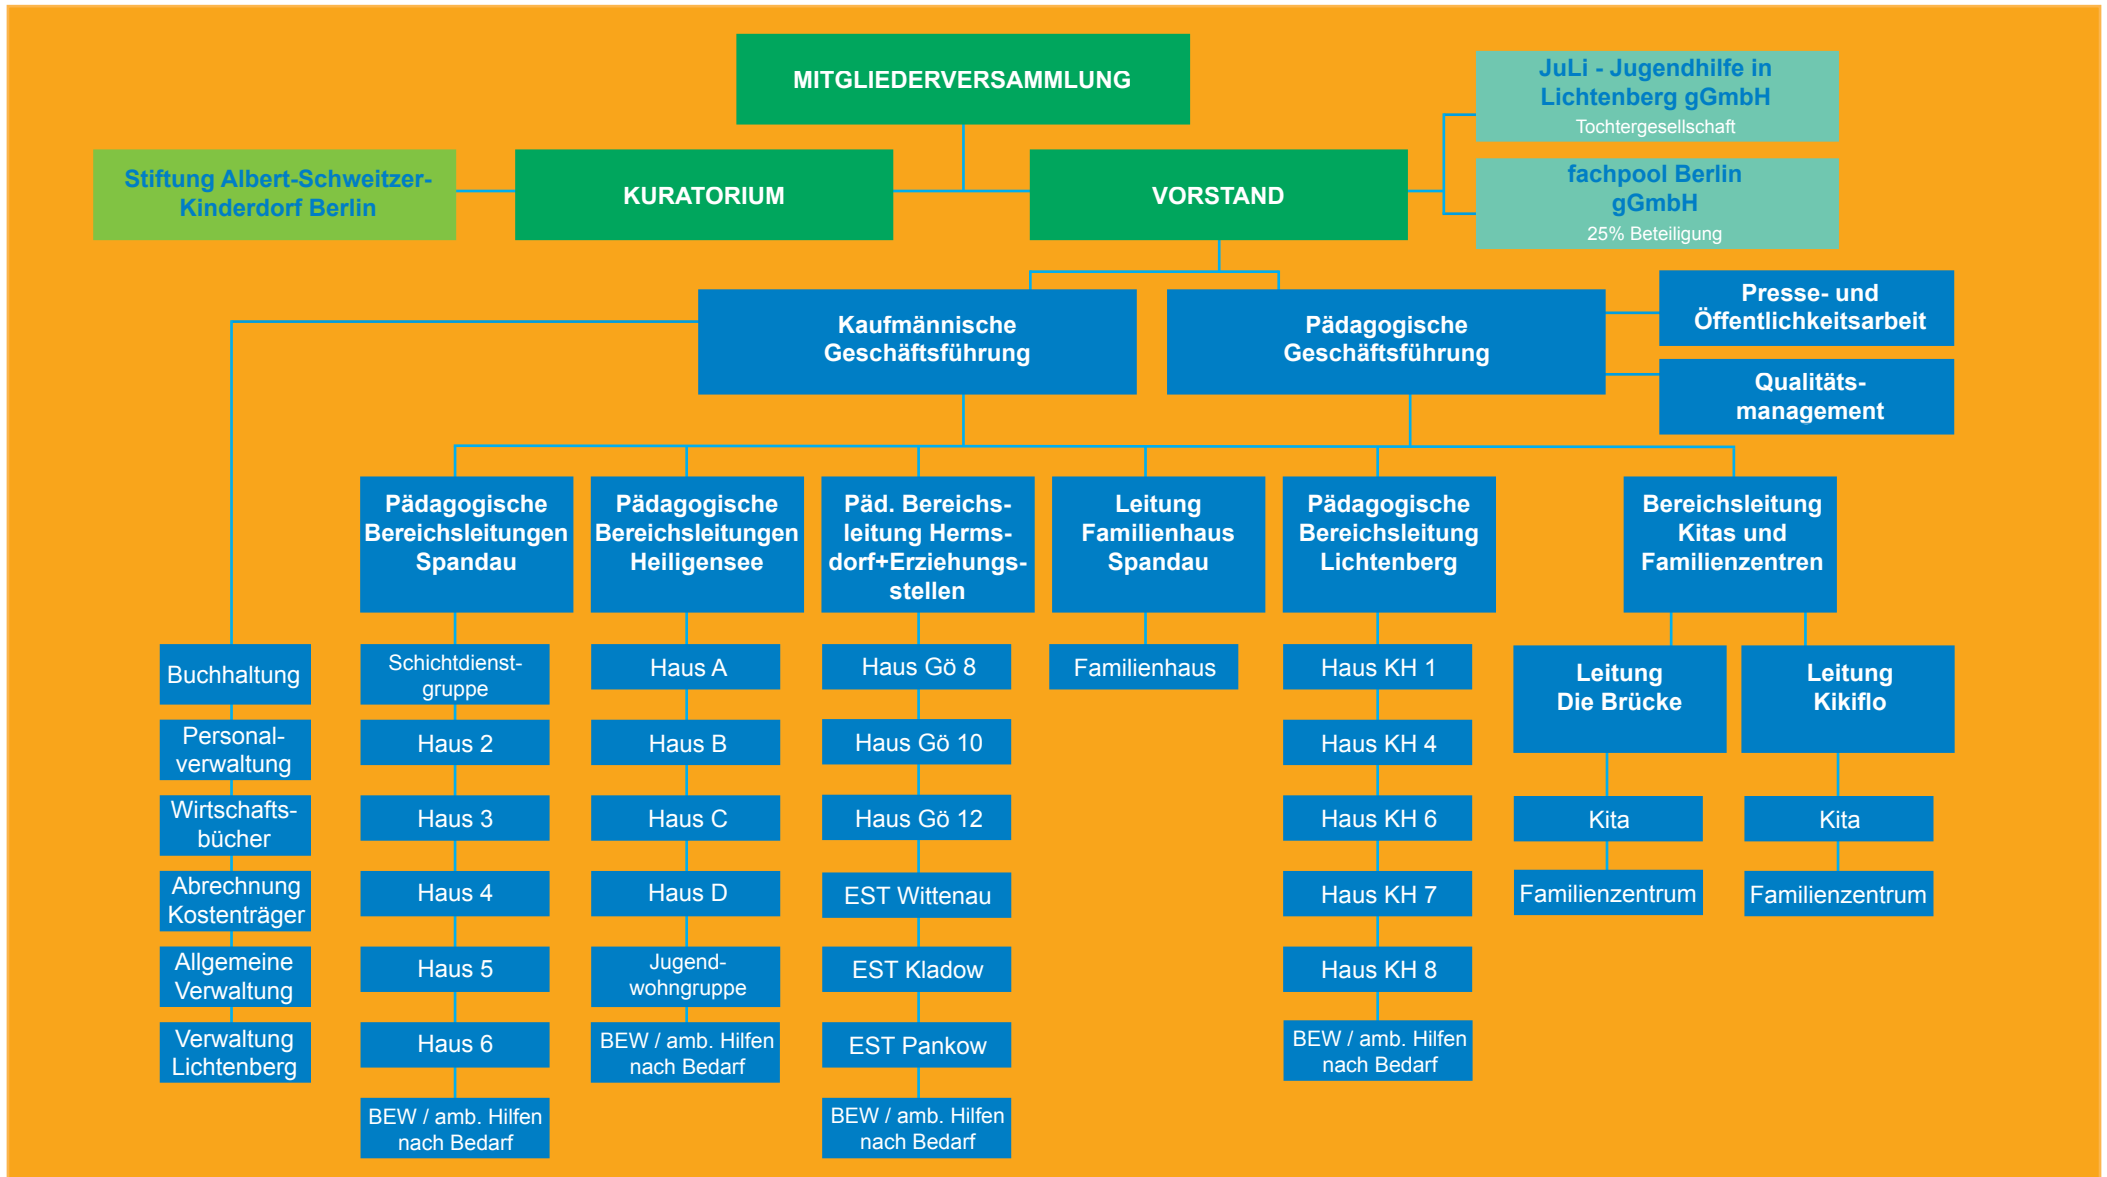 MITGLIEDERVERSAMMLUNG
JuLi - Jugendhilfe in
Lichtenberg gGmbH
Tochtergesellschaft
Stiftung Albert-Schweitzer-
Kinderdorf Berlin
KURATORIUM
VORSTAND
fachpool Berlin
gGmbH
25% Beteiligung
Kaufmännische
Geschäftsführung
Pädagogische
Geschäftsführung
Presse- und
Öffentlichkeitsarbeit
Qualitäts-
management
Pädagogische
Bereichsleitungen
Spandau
Pädagogische
Bereichsleitungen
Heiligensee
Päd. Bereichs-
leitung Herms-
dorf+Erziehungs-
stellen
Leitung
Familienhaus
Spandau
Pädagogische
Bereichsleitung
Lichtenberg
Bereichsleitung
Kitas und
Familienzentren
Buchhaltung
Personal-
verwaltung
Wirtschafts-
bücher
Abrechnung
Kostenträger
Allgemeine
Verwaltung
Verwaltung
Lichtenberg
Schichtdienst-
gruppe
Haus 2
Haus 3
Haus 4
Haus 5
Haus 6
BEW / amb. Hilfen
nach Bedarf
Haus A
Haus B
Haus C
Haus D
Jugend-
wohngruppe
BEW / amb. Hilfen
nach Bedarf
Haus Gö 8
Haus Gö 10
Haus Gö 12
EST Wittenau
EST Kladow
EST Pankow
BEW / amb. Hilfen
nach Bedarf
Familienhaus
Haus KH 1
Haus KH 4
Haus KH 6
Haus KH 7
Haus KH 8
BEW / amb. Hilfen
nach Bedarf
Leitung
Die Brücke
Kita
Familienzentrum
Leitung
Kikiflo
Kita
Familienzentrum